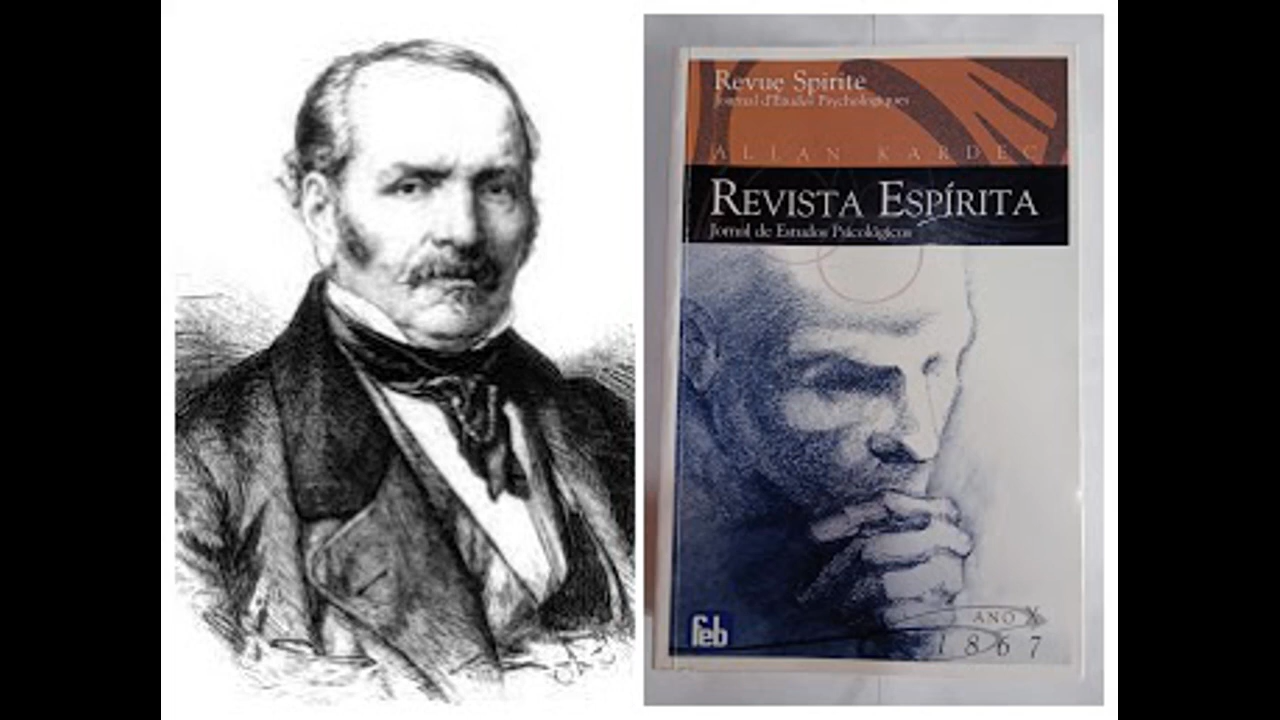 Revue Spirite
Journal d'Études Psychologiques
ALLAN KARDEC
REVISTA ESPÍRITA
Jornal de Estudos Psicológicos
feb
ANO X
1867